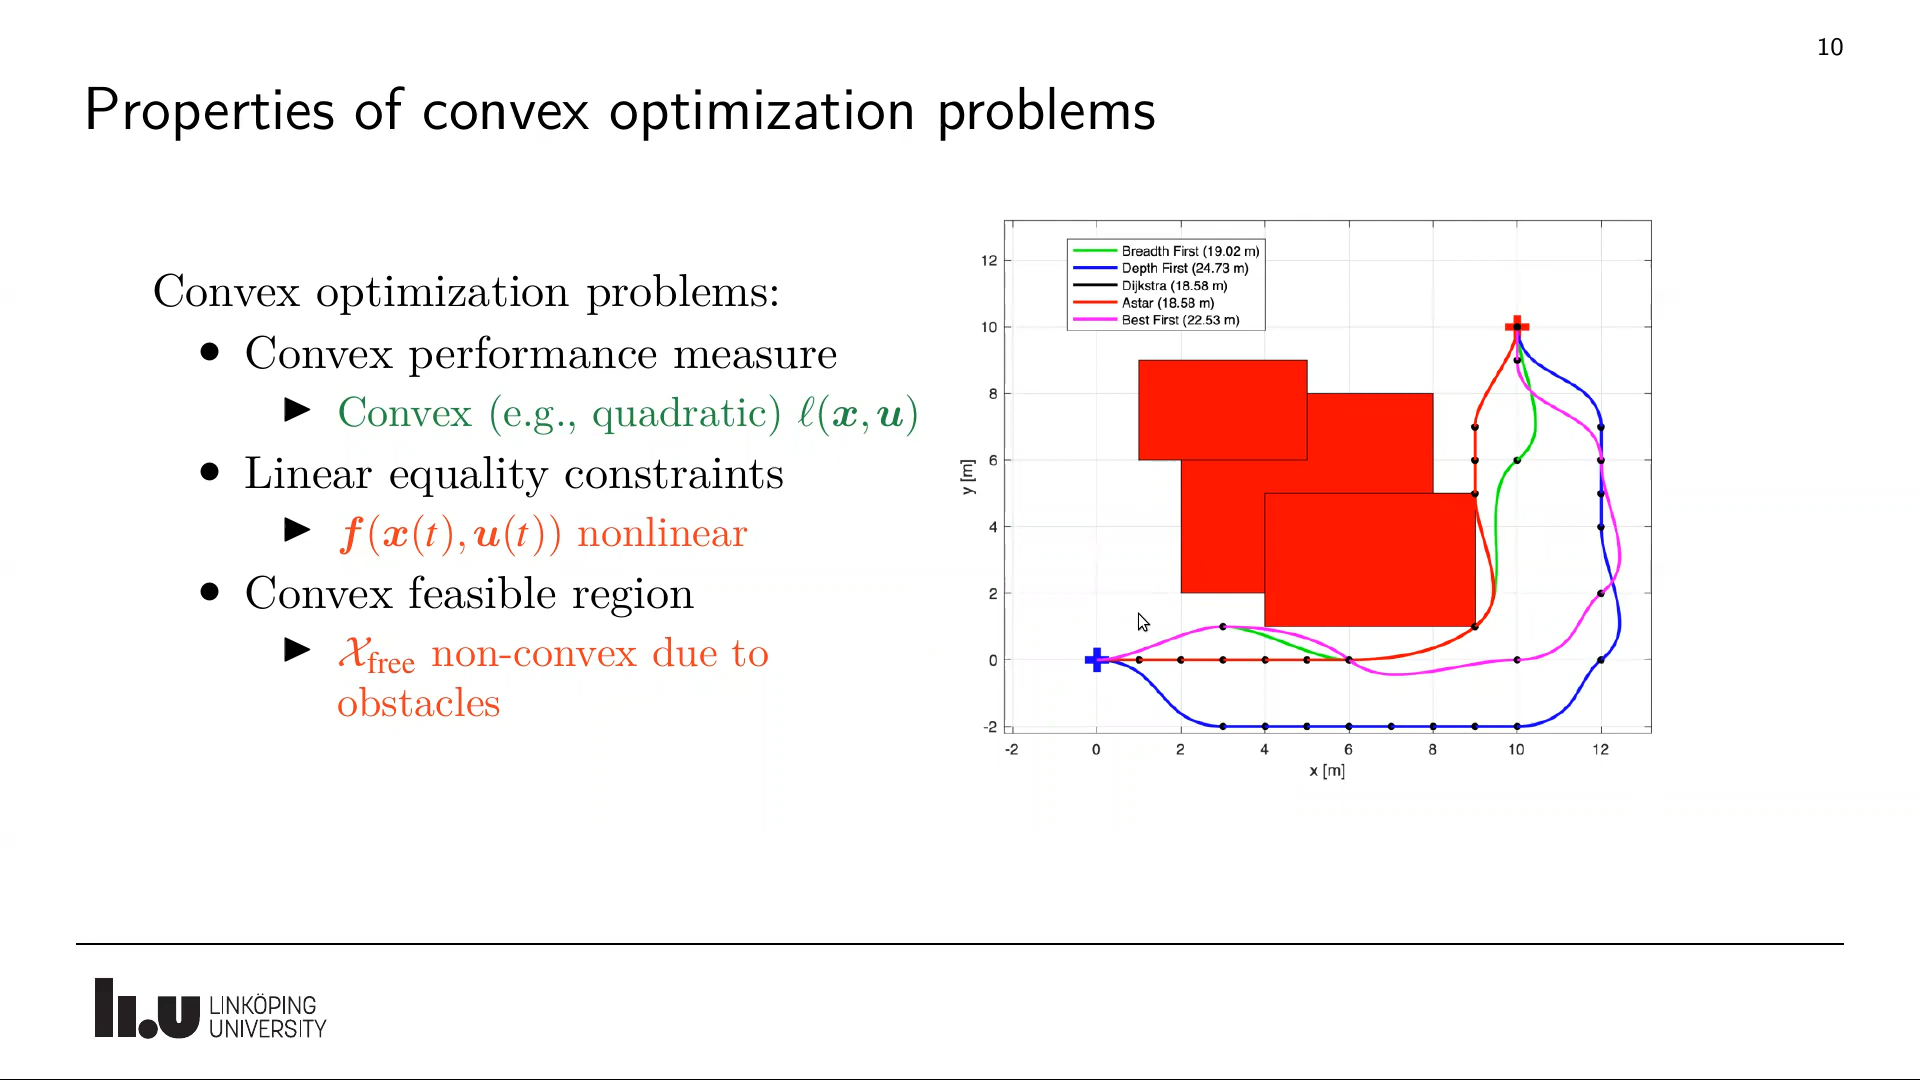 10
Properties of convex optimization problems
Convex optimization problems:
• Convex performance measure
▶ Convex (e.g., quadratic) ℓ(x, u)
• Linear equality constraints
▶ f(x(t), u(t)) nonlinear
• Convex feasible region
▶ 𝒳free non-convex due to
obstacles
Breadth First (19.02 m)
Depth First (24.73 m)
Dijkstra (18.58 m)
Astar (18.58 m)
Best First (22.53 m)
12
10
8
6
4
2
0
-2
y [m]
-2 0 2 4 6 8 10 12
x [m]
li.u LINKÖPING
UNIVERSITY